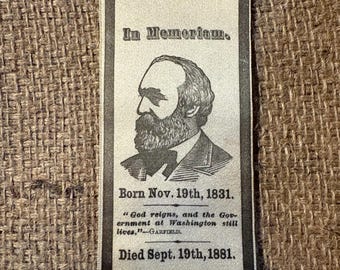 In Memoriam.
Born Nov. 19th, 1831.
"God reigns, and the Gov-
ernment at Washington still
lives."—GARFIELD.
Died Sept. 19th, 1881.